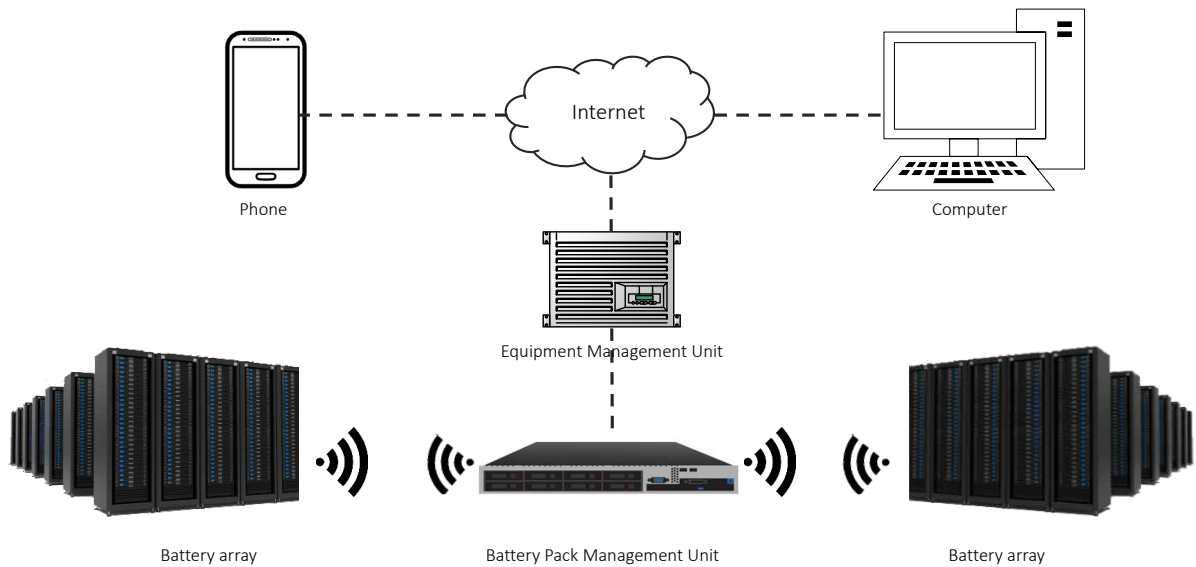 Internet
Phone
Computer
Equipment Management Unit
Battery array
Battery Pack Management Unit
Battery array